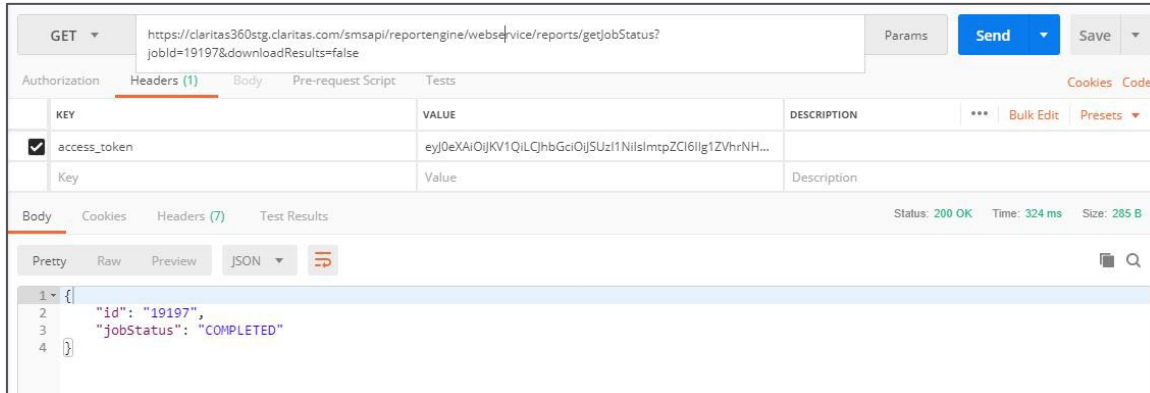 GET
https://claritas360stg.claritas.com/smsapi/reportengine/webservice/reports/getJobStatus?
jobId=19197&downloadResults=false
Params Send Save
Authorization Headers (1) Body Pre-request Script Tests Cookies Code
KEY VALUE DESCRIPTION ••• Bulk Edit Presets
access_token eyJ0eXAiOiJKV1QiLCJhbGciOiJSUzI1NiIsImtpZCI6Ilg1ZVhrNH...
Key Value Description
Body Cookies Headers (7) Test Results Status: 200 OK Time: 324 ms Size: 285 B
Pretty Raw Preview JSON
1 {
2 "id": "19197",
3 "jobStatus": "COMPLETED"
4 }